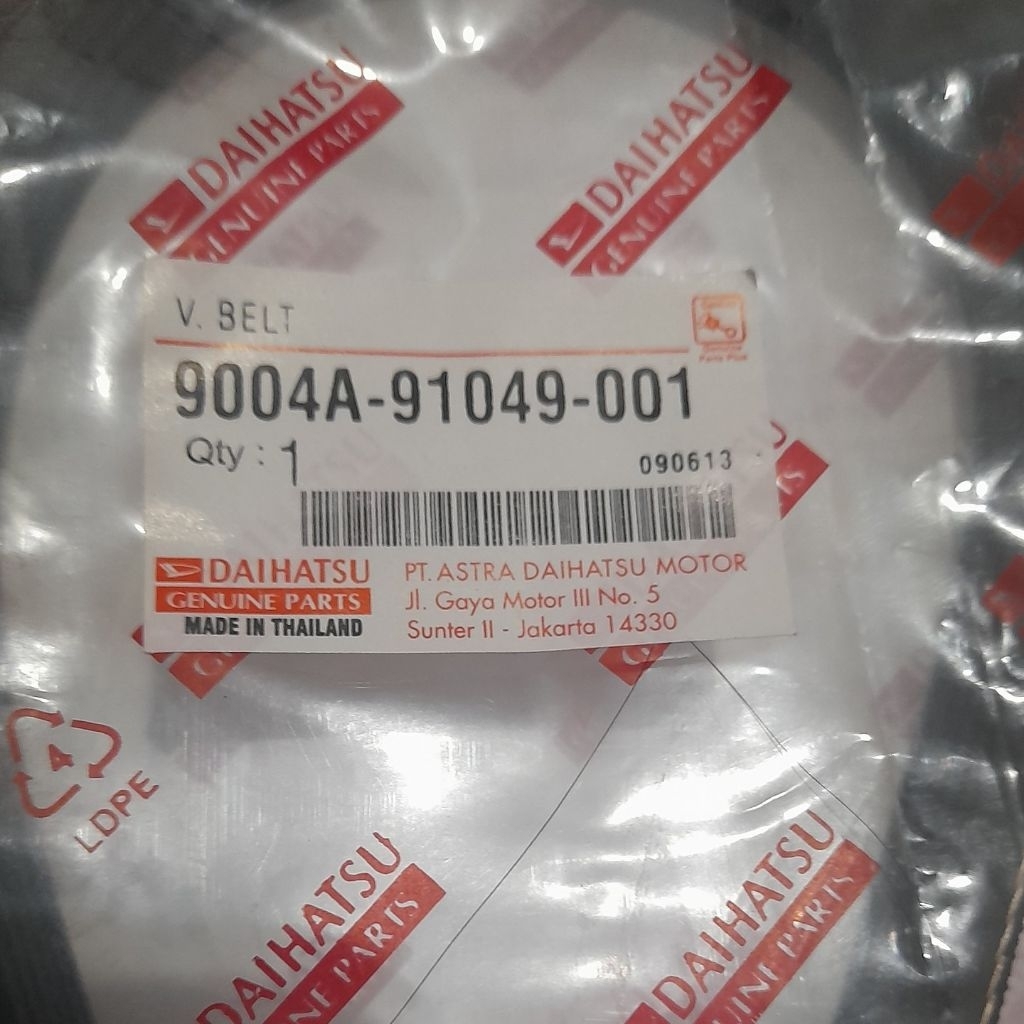 DAIHATSU
GENUINE PARTS
DAIHATSU
GENUINE PARTS
V. BELT
9004A-91049-001
Qty : 1
090613
DAIHATSU
GENUINE PARTS
MADE IN THAILAND
PT. ASTRA DAIHATSU MOTOR
Jl. Gaya Motor III No. 5
Sunter II - Jakarta 14330
4
LDPE
DAIHATSU
GENUINE PARTS
DAIHATSU
GENUINE PARTS